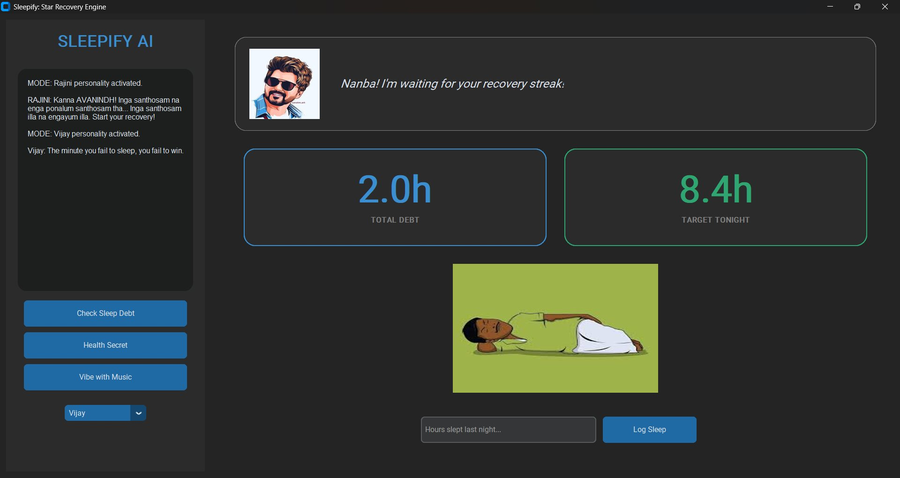 Sleepify: Star Recovery Engine
SLEEPIFY AI
MODE: Rajini personality activated.
RAJINI: Kanna AVANINDH! Inga santhosam na
enga ponalum santhosam tha... Inga santhosam
illa na engayum illa. Start your recovery!
MODE: Vijay personality activated.
Vijay: The minute you fail to sleep, you fail to win.
Check Sleep Debt
Health Secret
Vibe with Music
Vijay
Nanba! I'm waiting for your recovery streak!
2.0h
TOTAL DEBT
8.4h
TARGET TONIGHT
Hours slept last night...
Log Sleep